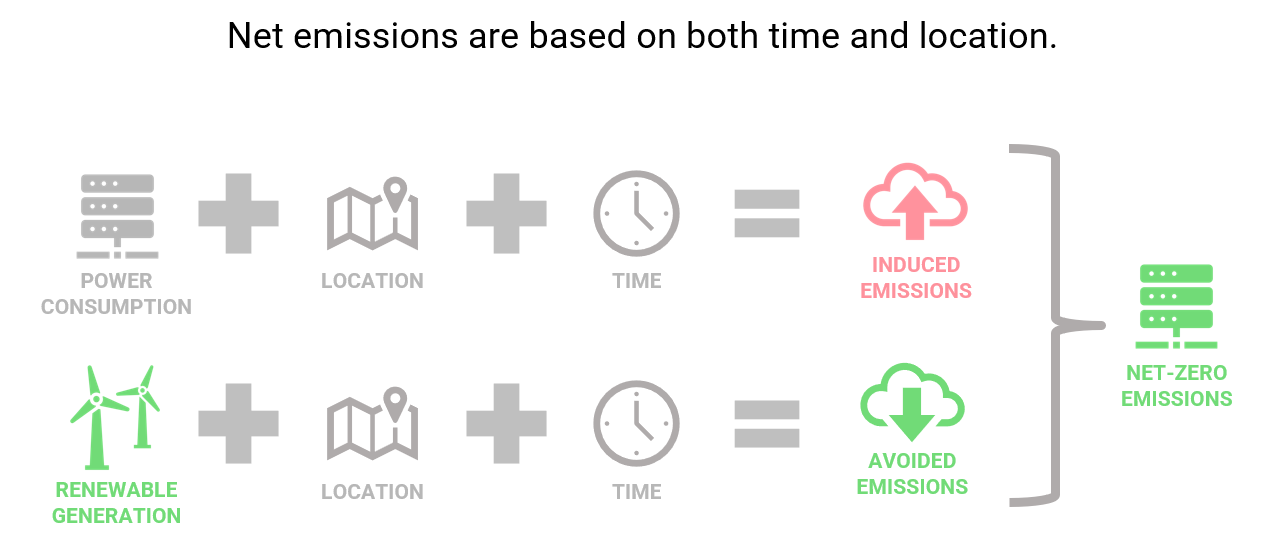 Net emissions are based on both time and location.
POWER
CONSUMPTION
LOCATION
TIME
INDUCED
EMISSIONS
RENEWABLE
GENERATION
LOCATION
TIME
AVOIDED
EMISSIONS
NET-ZERO
EMISSIONS